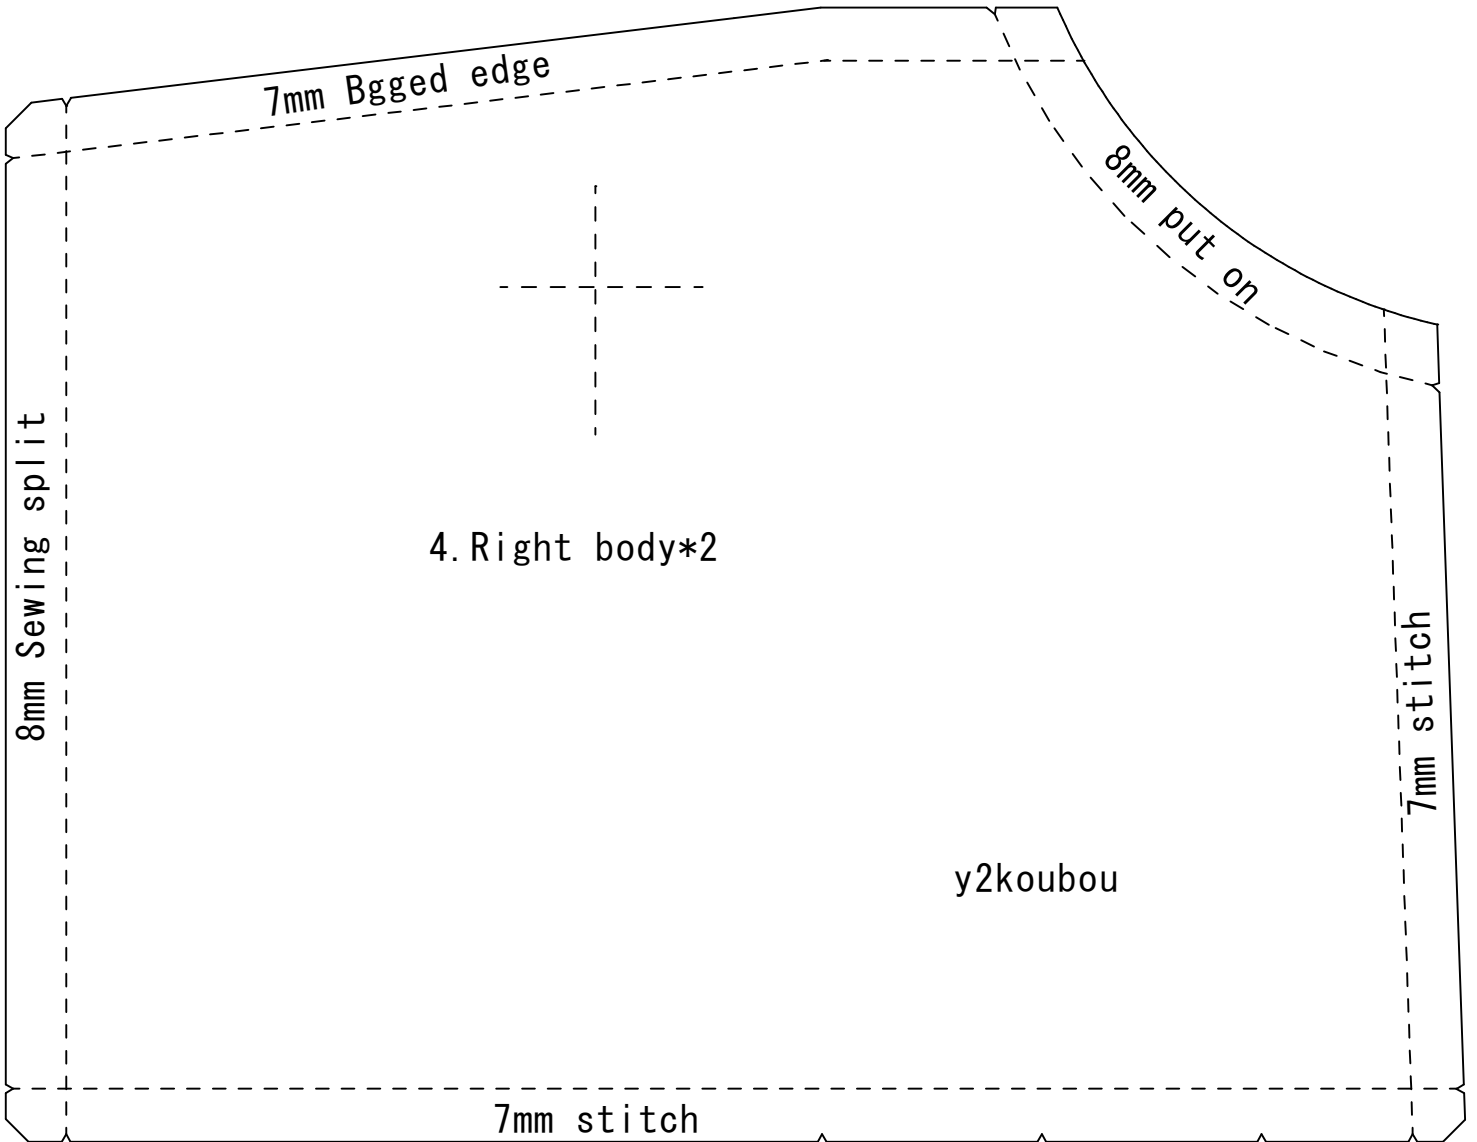 7mm Bgged edge
8mm put on
8mm Sewing split
4.Right body*2
7mm stitch
y2koubou
7mm stitch